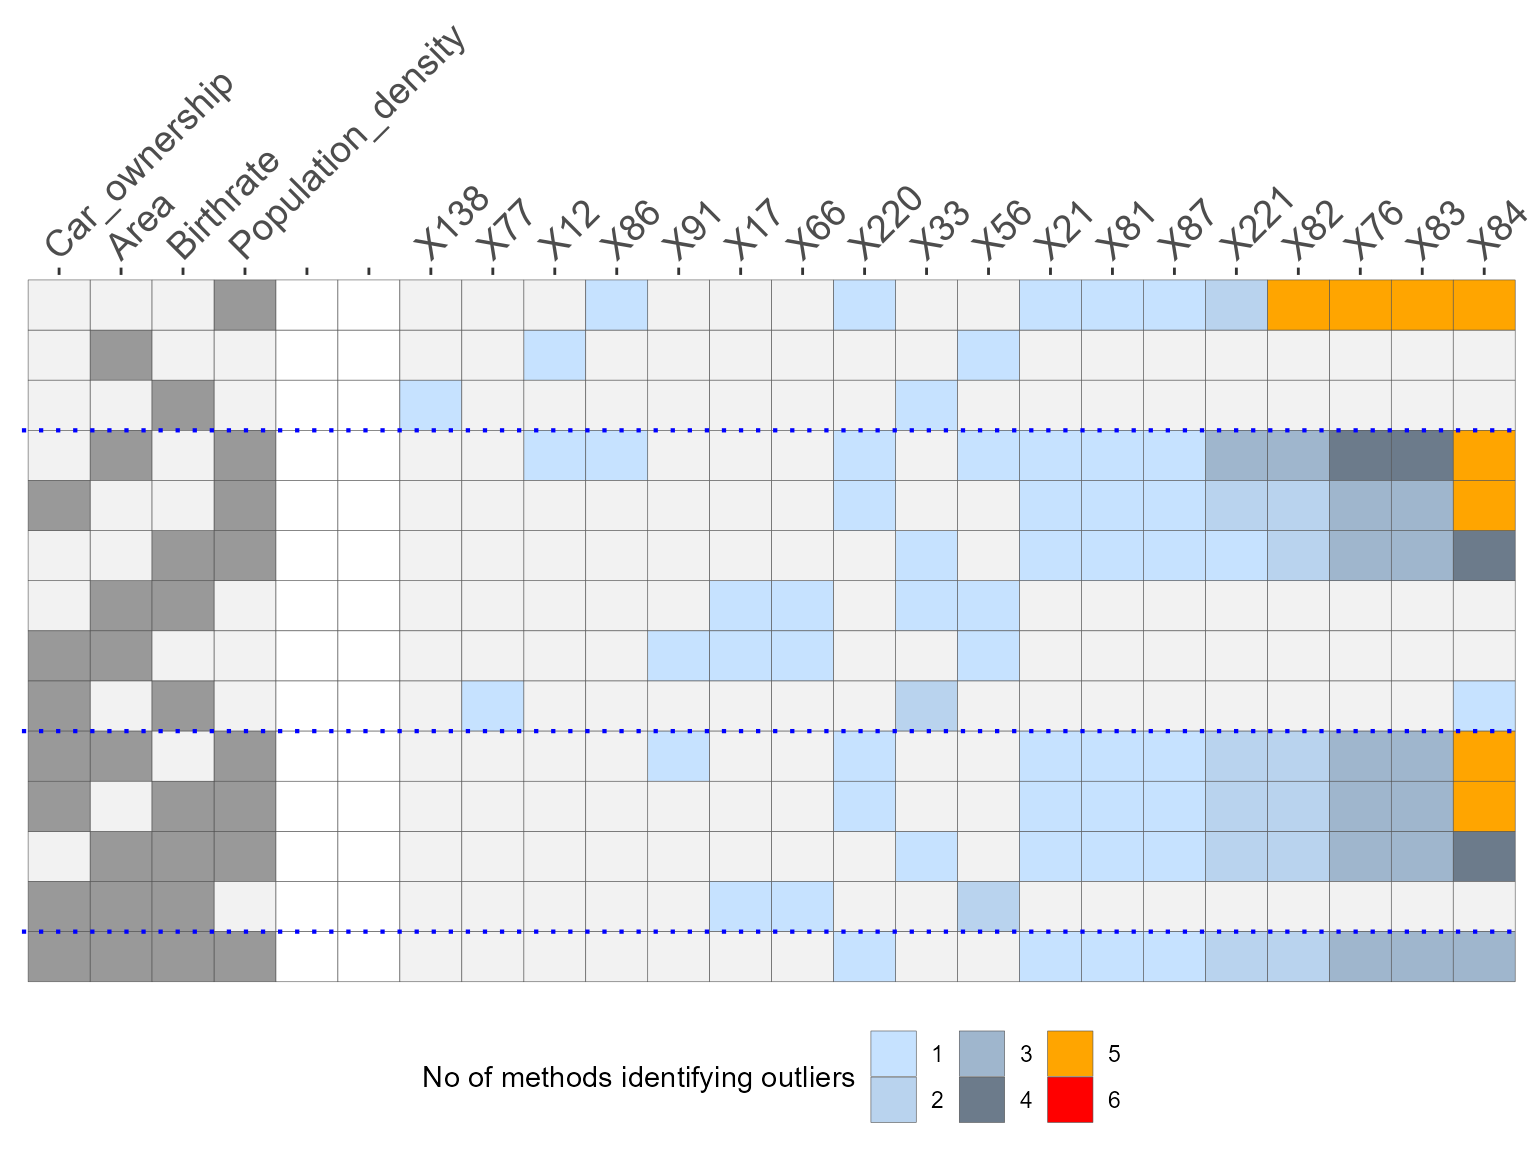 Car_ownership
Area
Birthrate
Population_density
X138
X77
X12
X86
X91
X17
X66
X220
X33
X56
X21
X81
X87
X221
X82
X76
X83
X84
No of methods identifying outliers
1
3
5
2
4
6